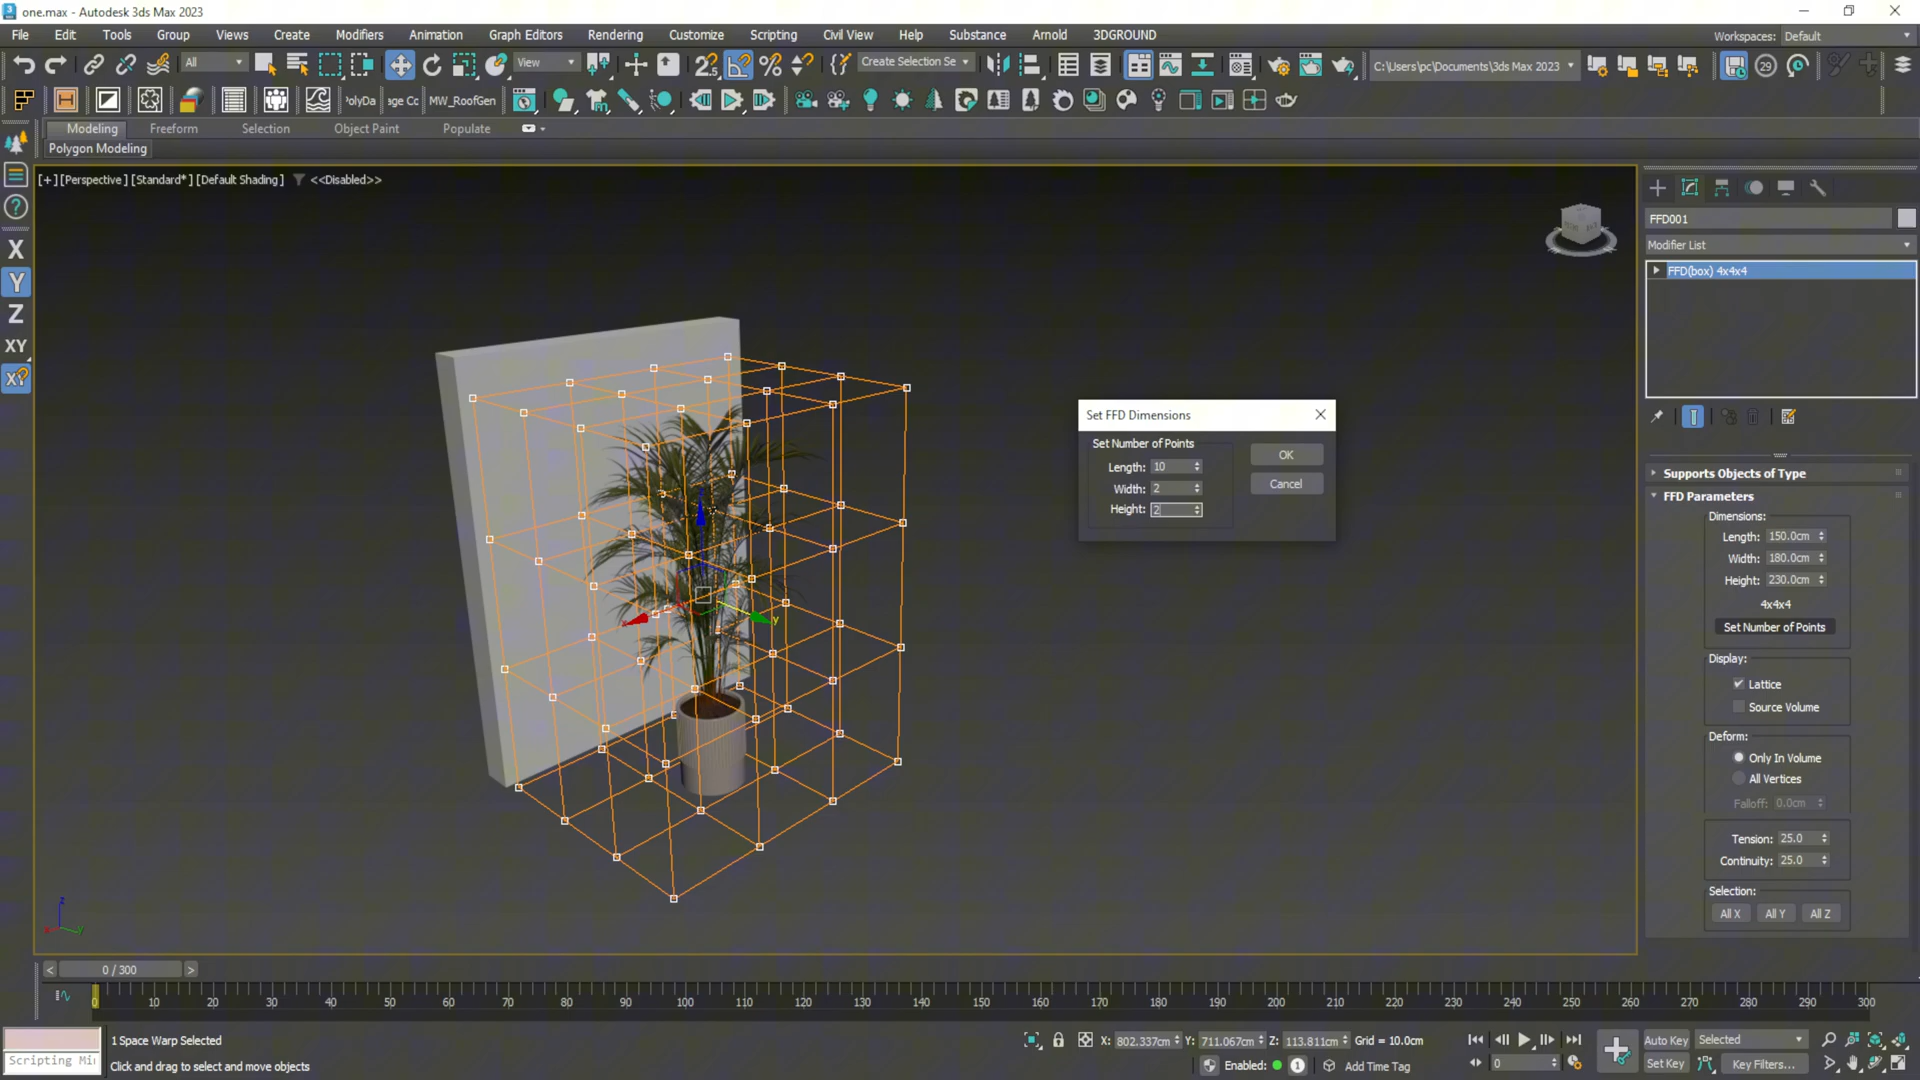 one.max - Autodesk 3ds Max 2023
File Edit Tools Group Views Create Modifiers Animation Graph Editors Rendering Customize Scripting Civil View Help Substance Arnold 3DGROUND
Workspaces: Default
All View Create Selection Se C:\Users\pc\Documents\3ds Max 2023
29
MW_RoofGen
Modeling Freeform Selection Object Paint Populate
Polygon Modeling
[+] [Perspective] [Standard*] [Default Shading] <<Disabled>>
X
Y
Z
XY
FFD001
Modifier List
FFD(box) 4x4x4
Set FFD Dimensions
Set Number of Points
Length: 10
Width: 2
Height: 2
OK
Cancel
y
Supports Objects of Type
FFD Parameters
Dimensions:
Length: 150.0cm
Width: 180.0cm
Height: 230.0cm
4x4x4
Set Number of Points
Display:
Lattice
Source Volume
Deform:
Only In Volume
All Vertices
Falloff: 0.0cm
Tension: 25.0
Continuity: 25.0
Selection:
All X All Y All Z
< 0 / 300 >
0 10 20 30 40 50 60 70 80 90 100 110 120 130 140 150 160 170 180 190 200 210 220 230 240 250 260 270 280 290 300
1 Space Warp Selected
Scripting Mi
Click and drag to select and move objects
X: 802.337cm Y: 711.067cm Z: 113.811cm Grid = 10.0cm
Enabled: 1 Add Time Tag
0
Auto Key Selected
Set Key Key Filters...